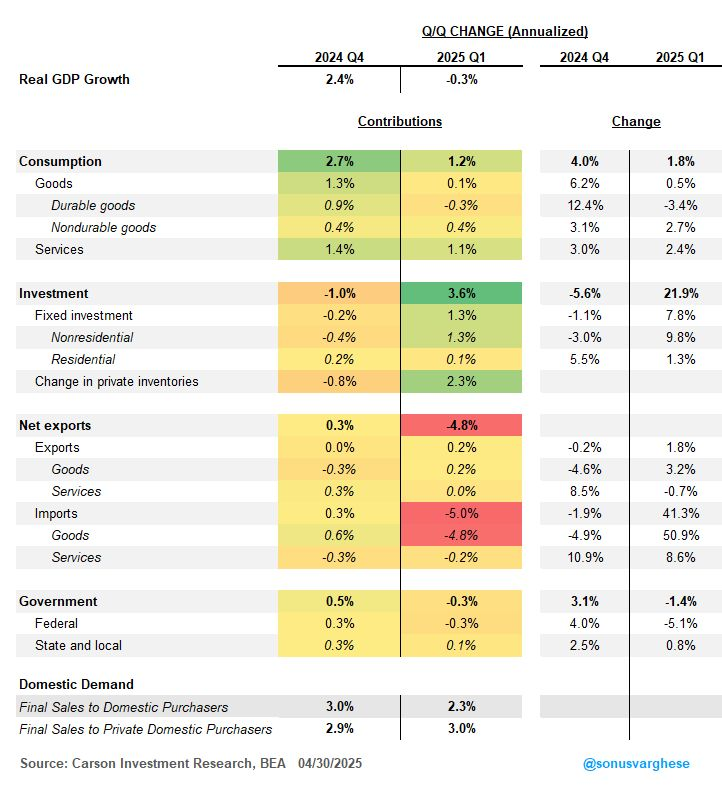 Q/Q CHANGE (Annualized)
2024 Q4 2025 Q1 2024 Q4 2025 Q1
Real GDP Growth 2.4% -0.3%
Contributions Change
Consumption 2.7% 1.2% 4.0% 1.8%
Goods 1.3% 0.1% 6.2% 0.5%
Durable goods 0.9% -0.3% 12.4% -3.4%
Nondurable goods 0.4% 0.4% 3.1% 2.7%
Services 1.4% 1.1% 3.0% 2.4%
Investment -1.0% 3.6% -5.6% 21.9%
Fixed investment -0.2% 1.3% -1.1% 7.8%
Nonresidential -0.4% 1.3% -3.0% 9.8%
Residential 0.2% 0.1% 5.5% 1.3%
Change in private inventories -0.8% 2.3%
Net exports 0.3% -4.8%
Exports 0.0% 0.2% -0.2% 1.8%
Goods -0.3% 0.2% -4.6% 3.2%
Services 0.3% 0.0% 8.5% -0.7%
Imports 0.3% -5.0% -1.9% 41.3%
Goods 0.6% -4.8% -4.9% 50.9%
Services -0.3% -0.2% 10.9% 8.6%
Government 0.5% -0.3% 3.1% -1.4%
Federal 0.3% -0.3% 4.0% -5.1%
State and local 0.3% 0.1% 2.5% 0.8%
Domestic Demand
Final Sales to Domestic Purchasers 3.0% 2.3%
Final Sales to Private Domestic Purchasers 2.9% 3.0%
Source: Carson Investment Research, BEA 04/30/2025 @sonusvarghese